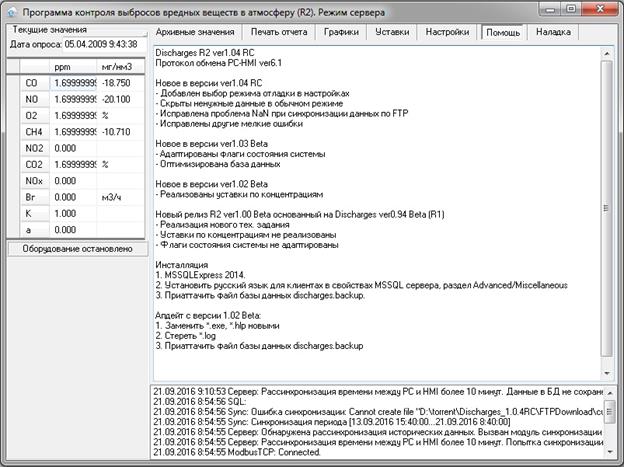 Программа контроля выбросов вредных веществ в атмосферу (R2). Режим сервера
Текущие значения
Дата опроса: 05.04.2009 9:43:38
ppm мг/нм3
CO 1.69999999 -18.750
NO 1.69999999 -20.100
O2 1.69999999 %
CH4 1.69999999 -10.710
NO2 0.000
CO2 1.69999999 %
NOx 0.000
Вг 0.000 м3/ч
K 1.000
a 0.000
Оборудование остановлено
Архивные значения Печать отчета Графики Уставки Настройки Помощь Наладка
Discharges R2 ver1.04 RC
Протокол обмена PC-HMI ver6.1
Новое в версии ver1.04 RC
- Добавлен выбор режима отладки в настройках
- Скрыты ненужные данные в обычном режиме
- Исправлена проблема NaN при синхронизации данных по FTP
- Исправлены другие мелкие ошибки
Новое в версии ver1.03 Beta
- Адаптированы флаги состояния системы
- Оптимизирована база данных
Новое в версии ver1.02 Beta
- Реализованы уставки по концентрациям
Новый релиз R2 ver1.00 Beta основанный на Discharges ver0.94 Beta (R1)
- Реализация нового тех. задания
- Уставки по концентрациям не реализованы
- Флаги состояния системы не адаптированы
Инсталляция
1. MSSQLExpress 2014.
2. Установить русский язык для клиентов в свойствах MSSQL сервера, раздел Advanced/Miscellaneous
3. Приаттачить файл базы данных discharges.backup.
Апдейт с версии 1.02 Beta:
1. Заменить *.exe, *.hlp новыми
2. Стереть *.log
3. Приаттачить файл базы данных discharges.backup
21.09.2016 9:10:53 Сервер: Рассинхронизация времени между PC и HMI более 10 минут. Данные в БД не сохране
21.09.2016 8:54:56 SQL:
21.09.2016 8:54:56 Sync: Ошибка синхронизации: Cannot create file "D:\torrent\Discharges_1.0.4RC\FTPDownload\cu
21.09.2016 8:54:55 Sync: Синхронизация периода [13.09.2016 15:40:00...21.09.2016 8:40:00]
21.09.2016 8:54:55 Сервер: Обнаружена рассинхронизация исторических данных. Вызван модуль синхронизации
21.09.2016 8:54:55 Сервер: Рассинхронизация времени между PC и HMI более 10 минут. Попытка синхронизации
21.09.2016 8:54:55 ModbusTCP: Connected.